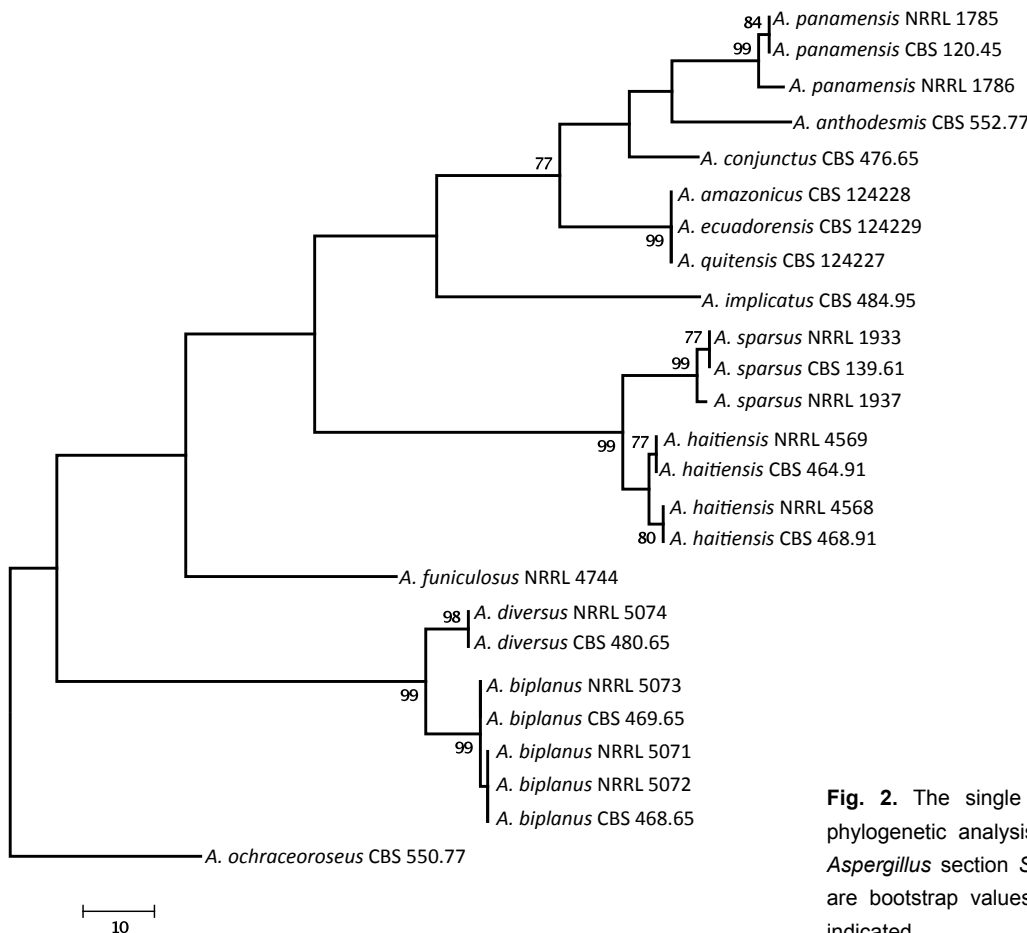 84
A. panamensis NRRL 1785
99
A. panamensis CBS 120.45
A. panamensis NRRL 1786
A. anthodesmis CBS 552.77
77
A. conjunctus CBS 476.65
A. amazonicus CBS 124228
A. ecuadorensis CBS 124229
99
A. quitensis CBS 124227
A. implicatus CBS 484.95
77
A. sparsus NRRL 1933
99
A. sparsus CBS 139.61
A. sparsus NRRL 1937
99
77
A. haitiensis NRRL 4569
A. haitiensis CBS 464.91
A. haitiensis NRRL 4568
80
A. haitiensis CBS 468.91
A. funiculosus NRRL 4744
98
A. diversus NRRL 5074
A. diversus CBS 480.65
99
A. biplanus NRRL 5073
A. biplanus CBS 469.65
99
A. biplanus NRRL 5071
A. biplanus NRRL 5072
A. biplanus CBS 468.65
A. ochraceoroseus CBS 550.77
10
Fig. 2. The single
phylogenetic analysis
Aspergillus section S
are bootstrap values
indicated